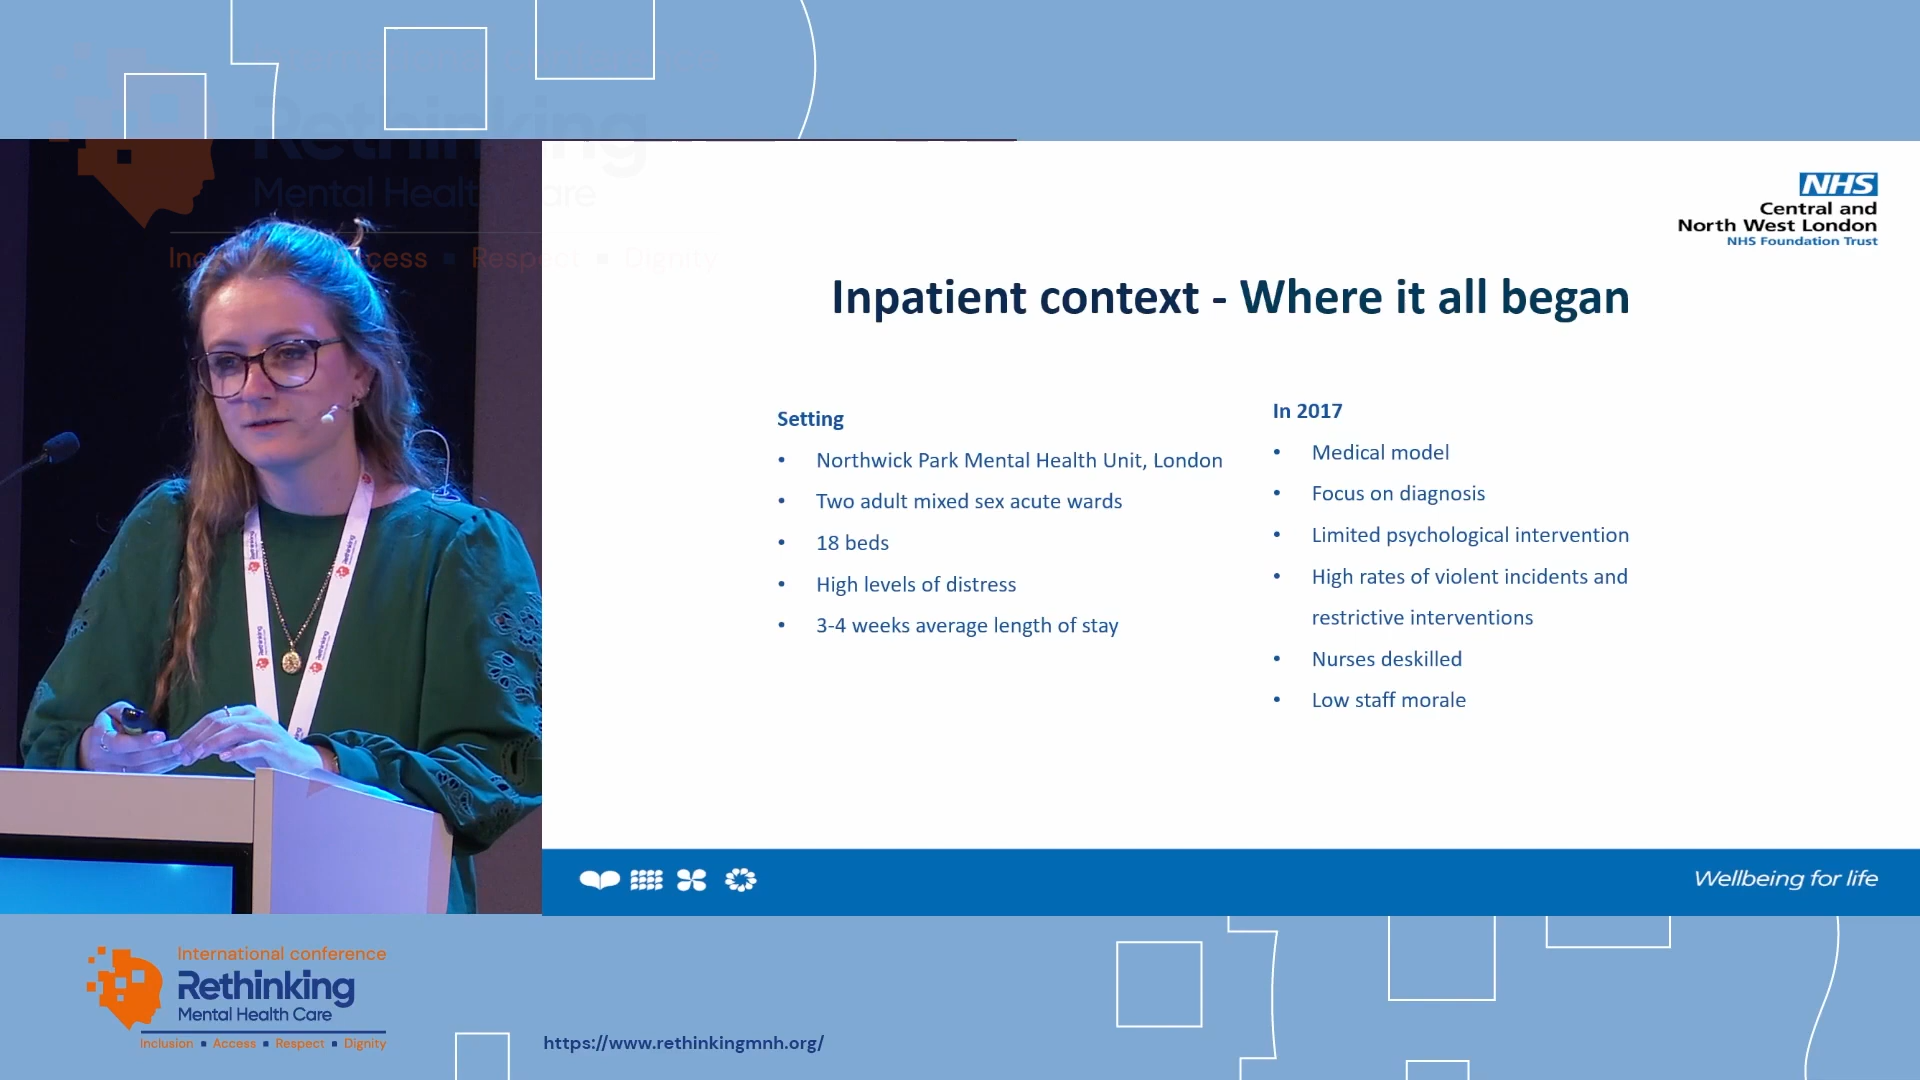 International conference
Rethinking
Mental Health Care
Inclusion ▪ Access ▪ Respect ▪ Dignity
NHS
Central and
North West London
NHS Foundation Trust
Inpatient context - Where it all began
Setting
• Northwick Park Mental Health Unit, London
• Two adult mixed sex acute wards
• 18 beds
• High levels of distress
• 3-4 weeks average length of stay
In 2017
• Medical model
• Focus on diagnosis
• Limited psychological intervention
• High rates of violent incidents and
restrictive interventions
• Nurses deskilled
• Low staff morale
Wellbeing for life
International conference
Rethinking
Mental Health Care
Inclusion ▪ Access ▪ Respect ▪ Dignity
https://www.rethinkingmnh.org/